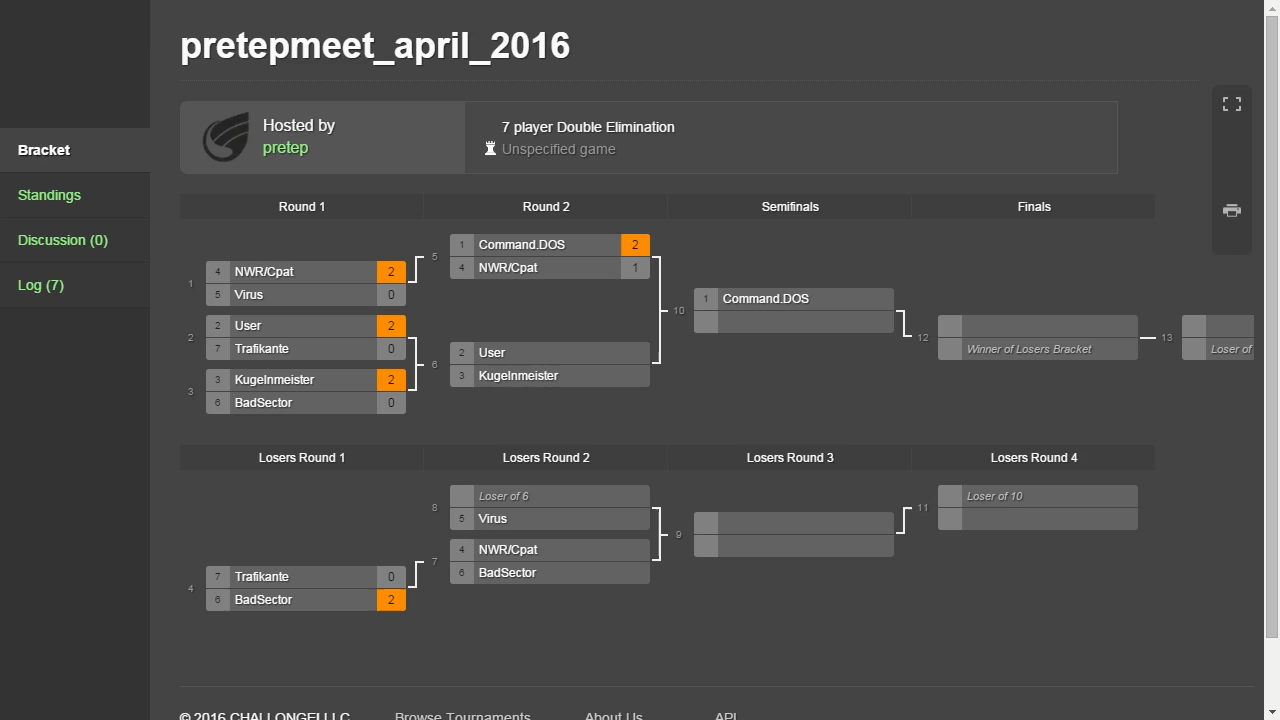 pretepmeet_april_2016
Hosted by
pretep
7 player Double Elimination
Unspecified game
Bracket
Standings
Discussion (0)
Log (7)
Round 1
Round 2
Semifinals
Finals
1
4 NWR/Cpat 2
5 Virus 0
2
2 User 2
7 Trafikante 0
3
3 Kugelnmeister 2
6 BadSector 0
5
1 Command.DOS 2
4 NWR/Cpat 1
6
2 User
3 Kugelnmeister
10
1 Command.DOS
12
Winner of Losers Bracket
13
Loser of
Losers Round 1
Losers Round 2
Losers Round 3
Losers Round 4
4
7 Trafikante 0
6 BadSector 2
8
Loser of 6
5 Virus
7
4 NWR/Cpat
6 BadSector
9
11
Loser of 10
© 2016 CHALLONGE! LLC
Browse Tournaments
About Us
API